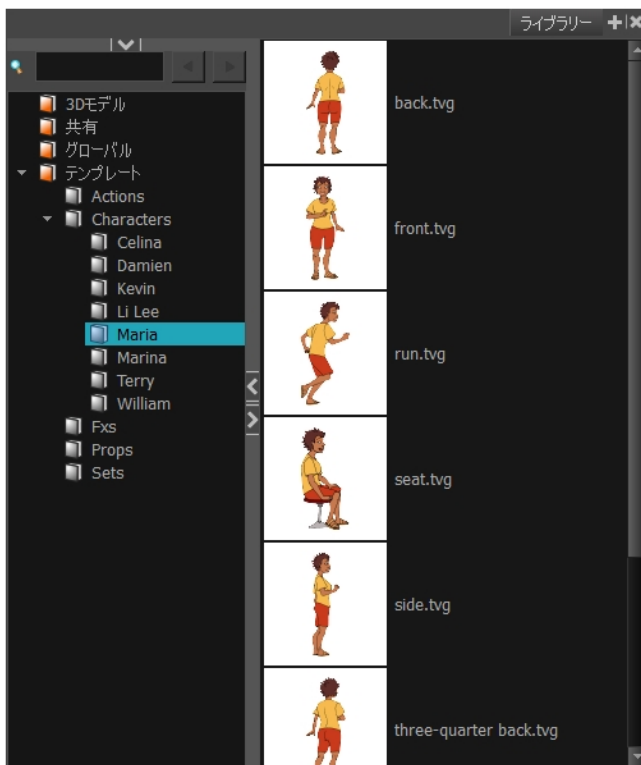 ライブラリー
3Dモデル
共有
グローバル
テンプレート
Actions
Characters
Celina
Damien
Kevin
Li Lee
Maria
Marina
Terry
William
Fxs
Props
Sets
back.tvg
front.tvg
run.tvg
seat.tvg
side.tvg
three-quarter back.tvg